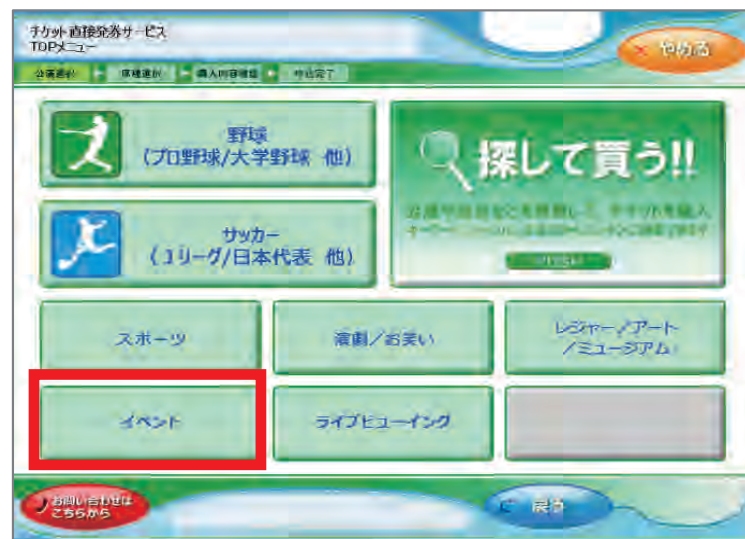 チケット直接発券サービス
TOPメニュー
やめる
公演選択 席種選択 購入内容確認 申込完了
野球
(プロ野球/大学野球 他)
探して買う!!
サッカー
(Jリーグ/日本代表 他)
スポーツ
演劇/お笑い
レジャー/アート
/ミュージアム
イベント
ライブビューイング
お問い合わせは
こちらから
戻る